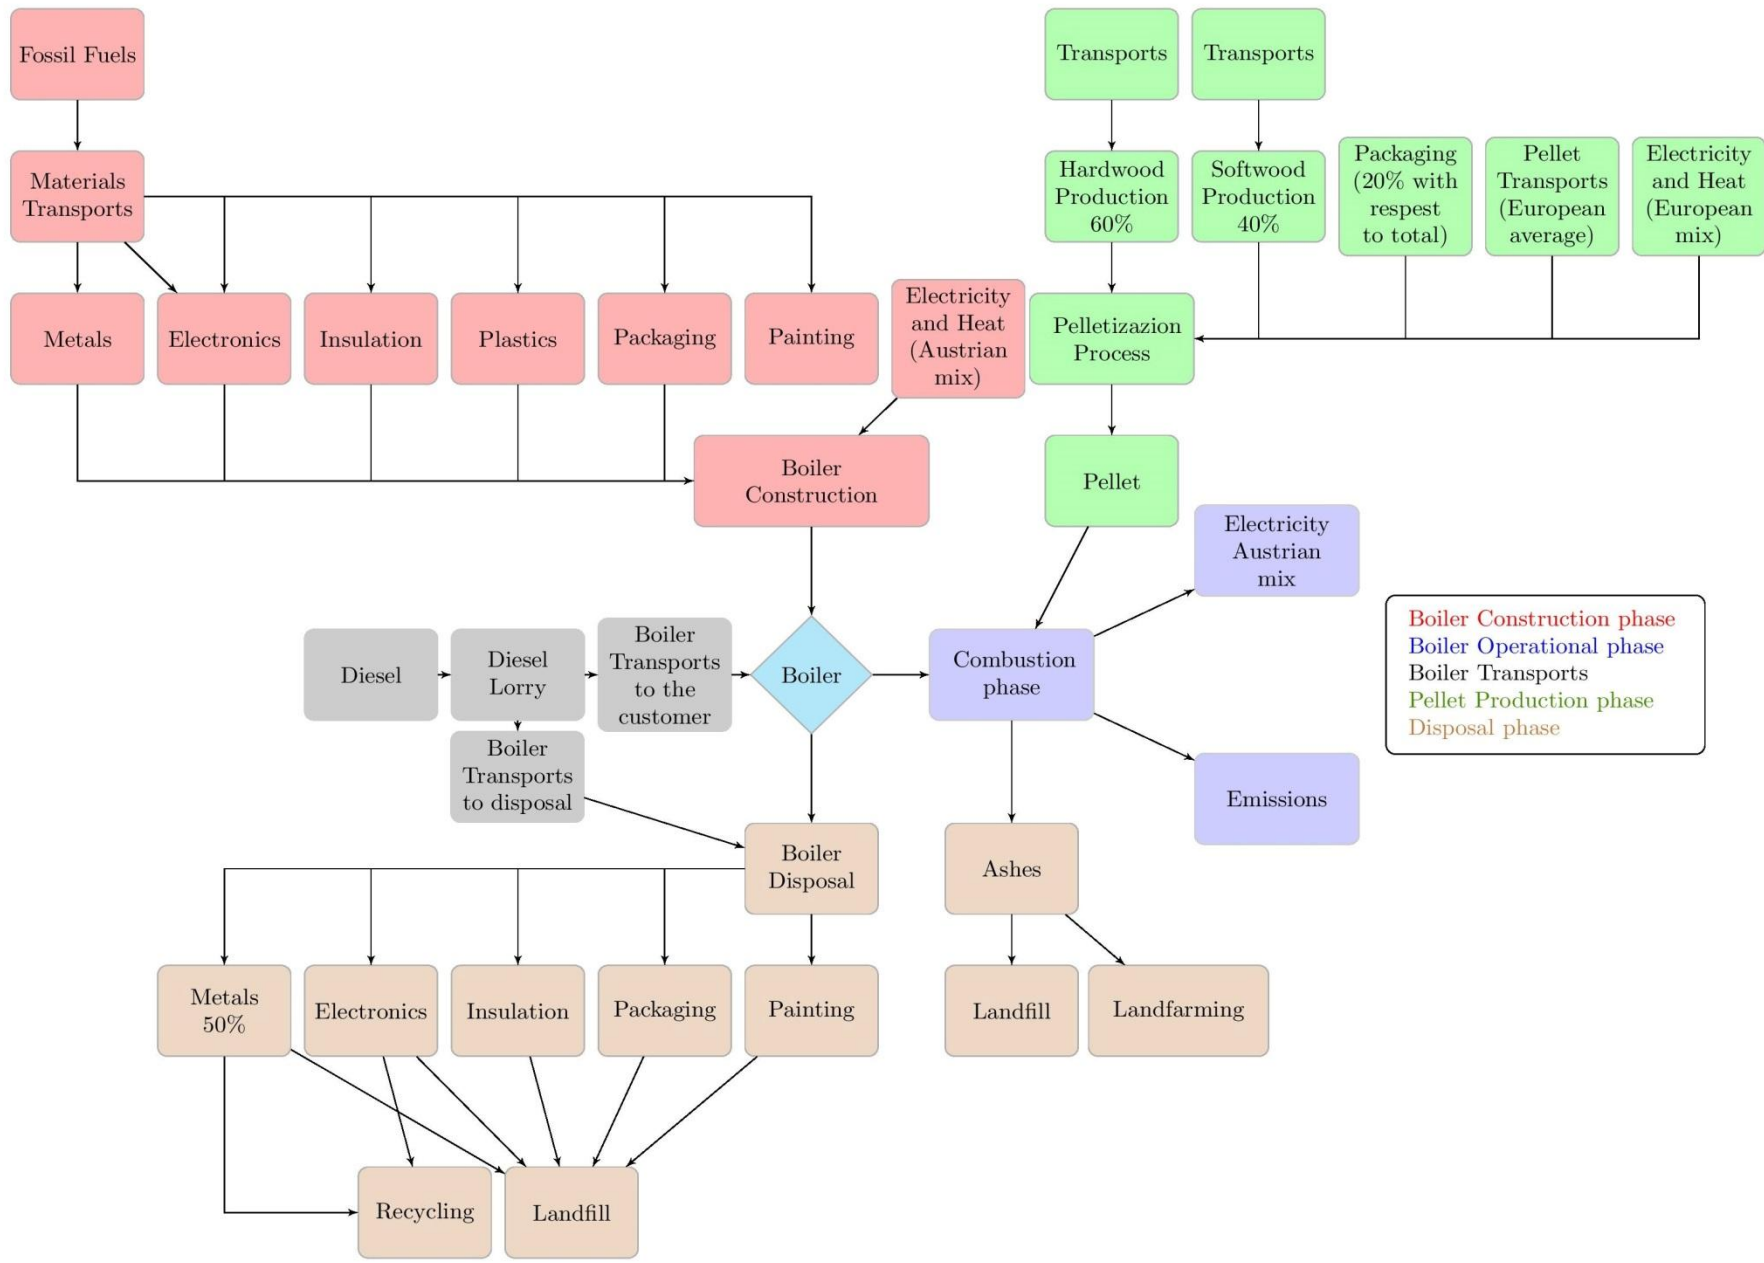 Fossil Fuels
Transports
Transports
Materials
Transports
Hardwood
Production
60%
Softwood
Production
40%
Packaging
(20% with
respest
to total)
Pellet
Transports
(European
average)
Electricity
and Heat
(European
mix)
Metals
Electronics
Insulation
Plastics
Packaging
Painting
Electricity
and Heat
(Austrian
mix)
Pelletizazion
Process
Boiler
Construction
Pellet
Electricity
Austrian
mix
Diesel
Diesel
Lorry
Boiler
Transports
to the
customer
Boiler
Combustion
phase
Boiler Construction phase
Boiler Operational phase
Boiler Transports
Pellet Production phase
Disposal phase
Boiler
Transports
to disposal
Emissions
Boiler
Disposal
Ashes
Metals
50%
Electronics
Insulation
Packaging
Painting
Landfill
Landfarming
Recycling
Landfill